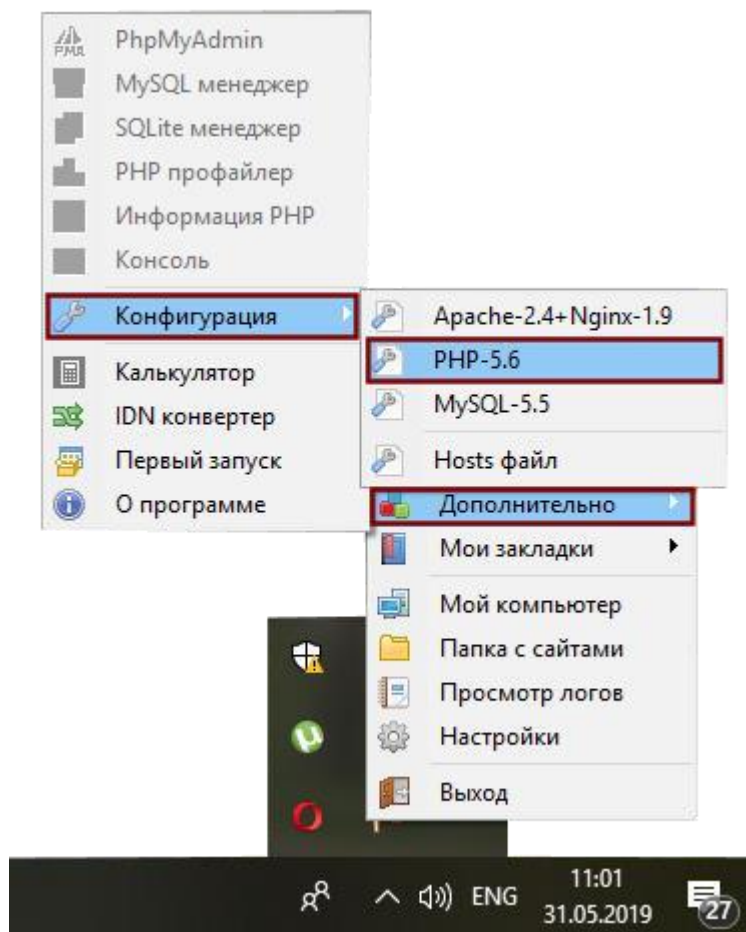 PMA
PhpMyAdmin
MySQL менеджер
SQLite менеджер
PHP профайлер
Информация PHP
Консоль
Конфигурация
Калькулятор
IDN конвертер
Первый запуск
О программе
Apache-2.4+Nginx-1.9
PHP-5.6
MySQL-5.5
Hosts файл
Дополнительно
Мои закладки
Мой компьютер
Папка с сайтами
Просмотр логов
Настройки
Выход
ENG
11:01
31.05.2019
27